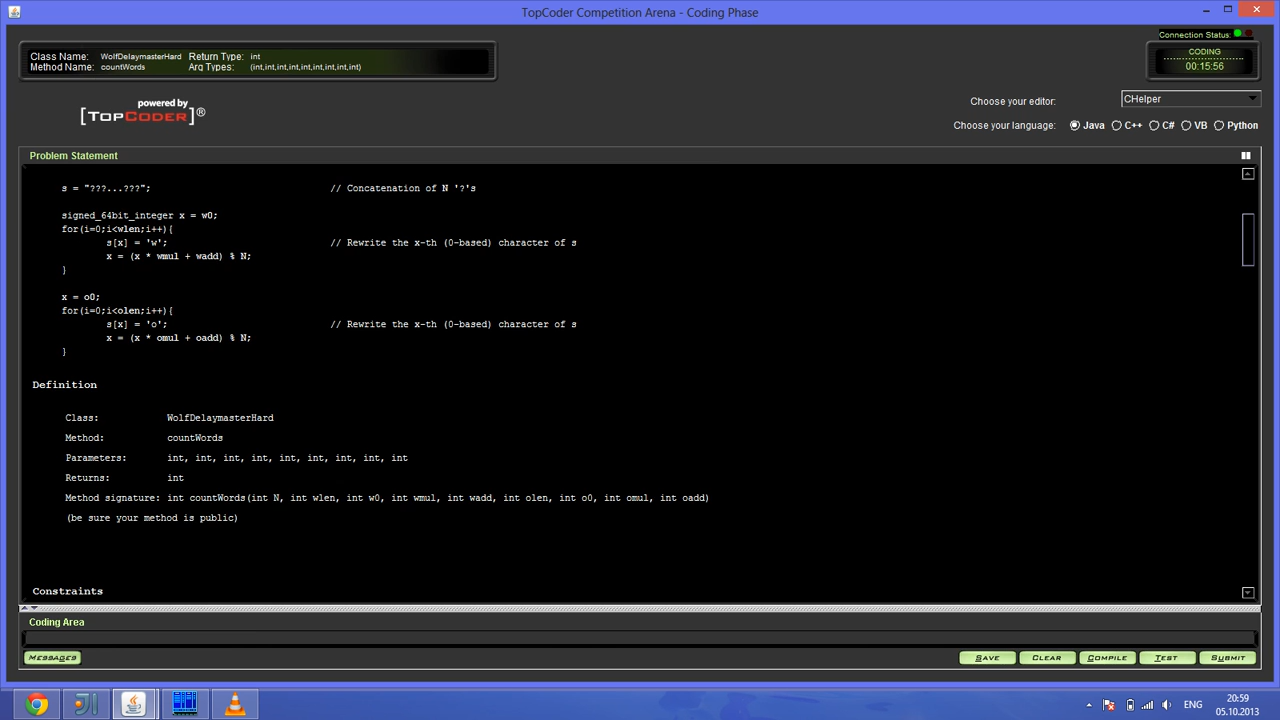 TopCoder Competition Arena - Coding Phase
Connection Status:
Class Name: WolfDelaymasterHard Return Type: int
Method Name: countWords Arg Types: (int,int,int,int,int,int,int,int,int)
CODING
00:15:56
powered by
[TOPCODER]®
Choose your editor: CHelper
Choose your language: Java C++ C# VB Python
Problem Statement
s = "???...???"; // Concatenation of N '?'s
signed_64bit_integer x = w0;
for(i=0;i<wlen;i++){
s[x] = 'w'; // Rewrite the x-th (0-based) character of s
x = (x * wmul + wadd) % N;
}
x = o0;
for(i=0;i<olen;i++){
s[x] = 'o'; // Rewrite the x-th (0-based) character of s
x = (x * omul + oadd) % N;
}
Definition
Class: WolfDelaymasterHard
Method: countWords
Parameters: int, int, int, int, int, int, int, int, int
Returns: int
Method signature: int countWords(int N, int wlen, int w0, int wmul, int wadd, int olen, int o0, int omul, int oadd)
(be sure your method is public)
Constraints
Coding Area
MESSAGES SAVE CLEAR COMPILE TEST SUBMIT
ENG
20:59
05.10.2013